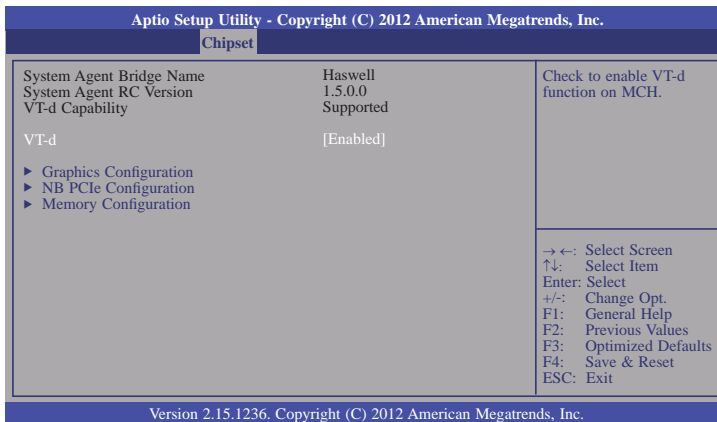 Aptio Setup Utility - Copyright (C) 2012 American Megatrends, Inc.
Chipset
System Agent Bridge Name Haswell
System Agent RC Version 1.5.0.0
VT-d Capability Supported
VT-d [Enabled]
▶ Graphics Configuration
▶ NB PCIe Configuration
▶ Memory Configuration
Check to enable VT-d
function on MCH.
→←: Select Screen
↑↓: Select Item
Enter: Select
+/-: Change Opt.
F1: General Help
F2: Previous Values
F3: Optimized Defaults
F4: Save & Reset
ESC: Exit
Version 2.15.1236. Copyright (C) 2012 American Megatrends, Inc.